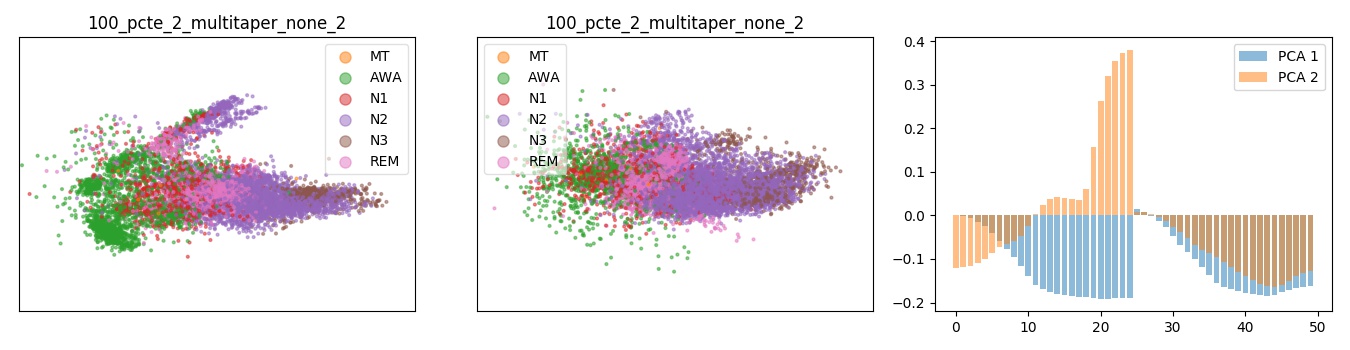 100_pcte_2_multitaper_none_2
MT
AWA
N1
N2
N3
REM
100_pcte_2_multitaper_none_2
MT
AWA
N1
N2
N3
REM
PCA 1
PCA 2
0.4
0.3
0.2
0.1
0.0
−0.1
−0.2
0
10
20
30
40
50